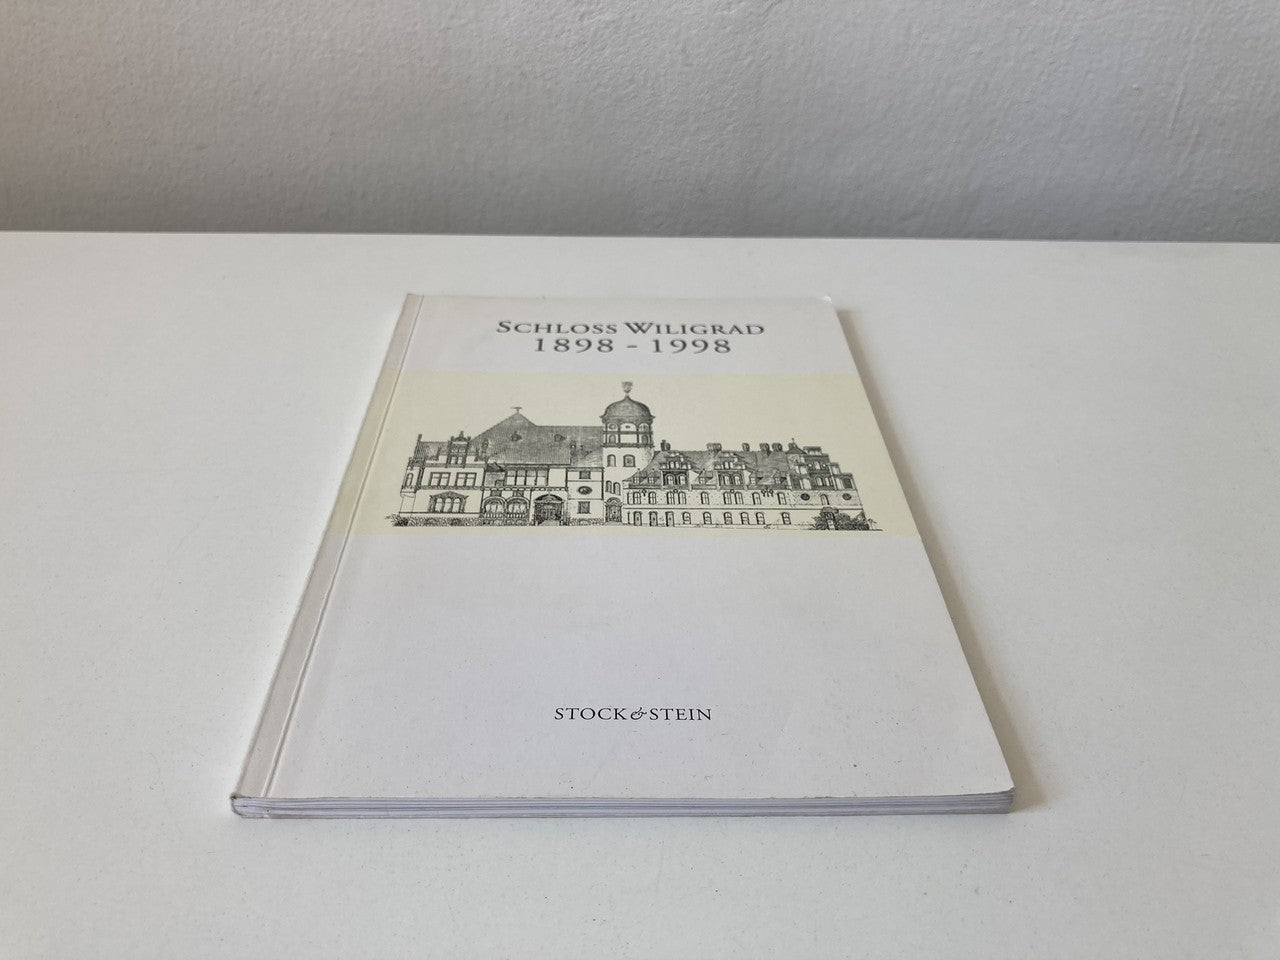 SCHLOSS WILIGRAD
1898 - 1998
STOCK & STEIN